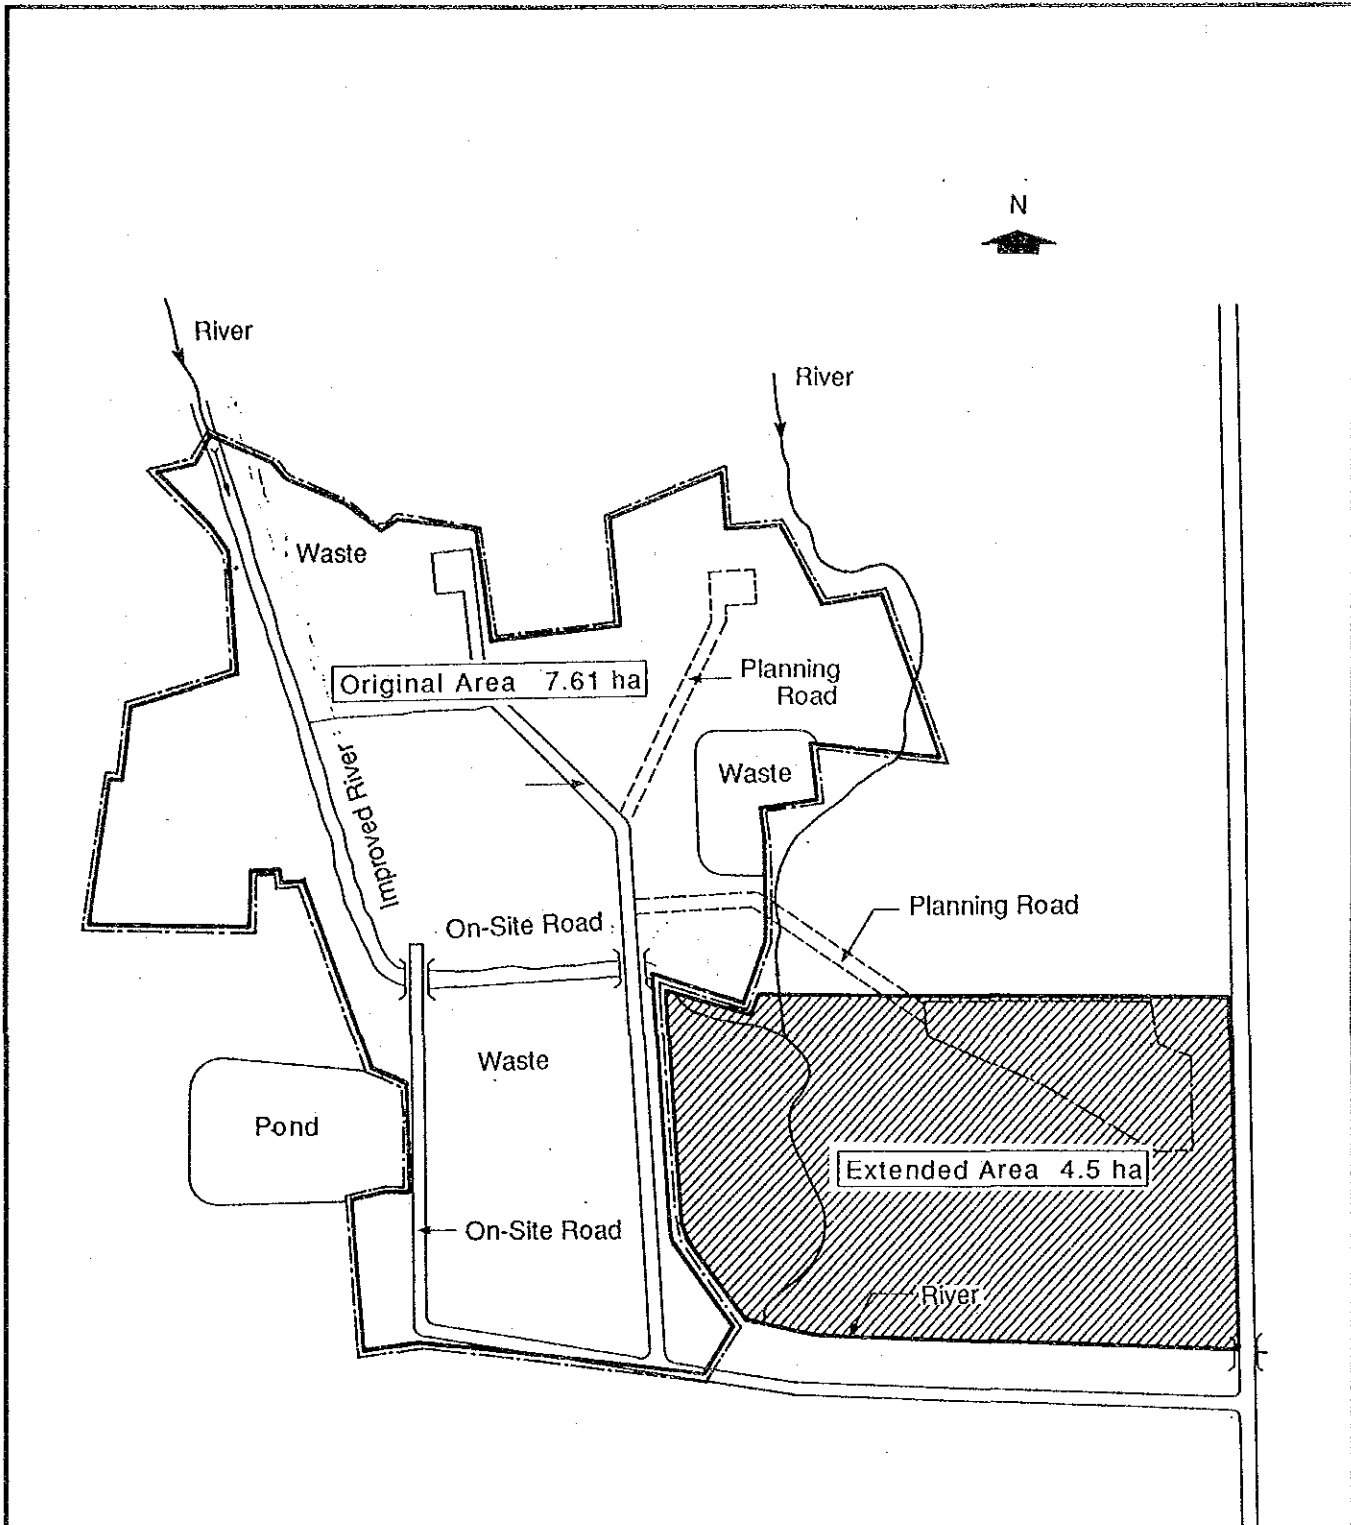 N
River
River
Waste
Original Area 7.61 ha
Planning
Road
Waste
Improved River
On-Site Road
Planning Road
Waste
Pond
Extended Area 4.5 ha
On-Site Road
River